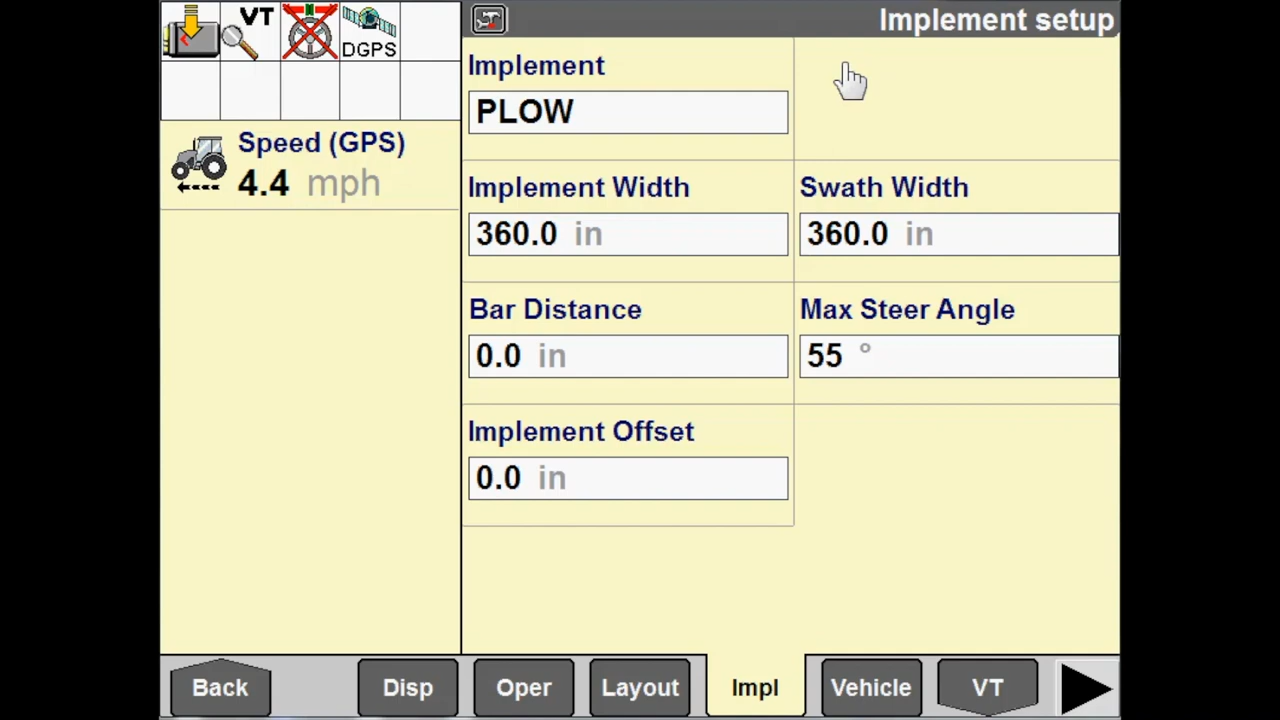 VT
DGPS
Implement setup
Speed (GPS)
4.4 mph
Implement
PLOW
Implement Width
360.0 in
Swath Width
360.0 in
Bar Distance
0.0 in
Max Steer Angle
55 °
Implement Offset
0.0 in
Back
Disp
Oper
Layout
Impl
Vehicle
VT